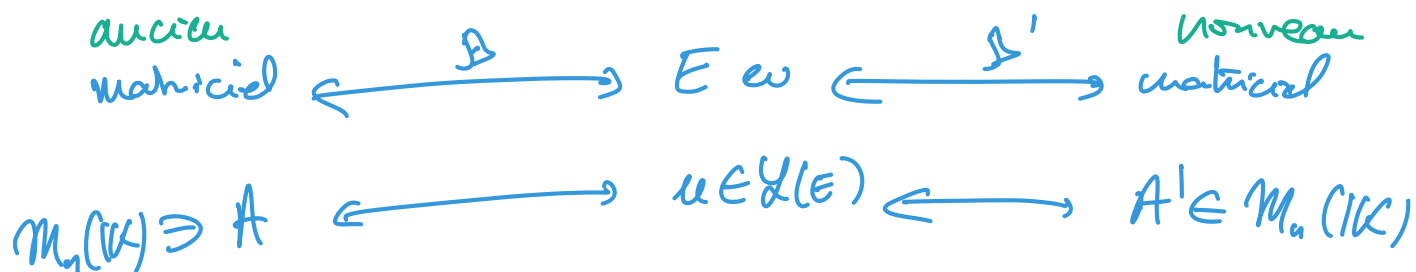 ancien nouveau
matriciel ⟷ B E ev ⟷ B' matriciel
Mn(K) ∋ A ⟷ u ∈ L(E) ⟷ A' ∈ Mn(K)